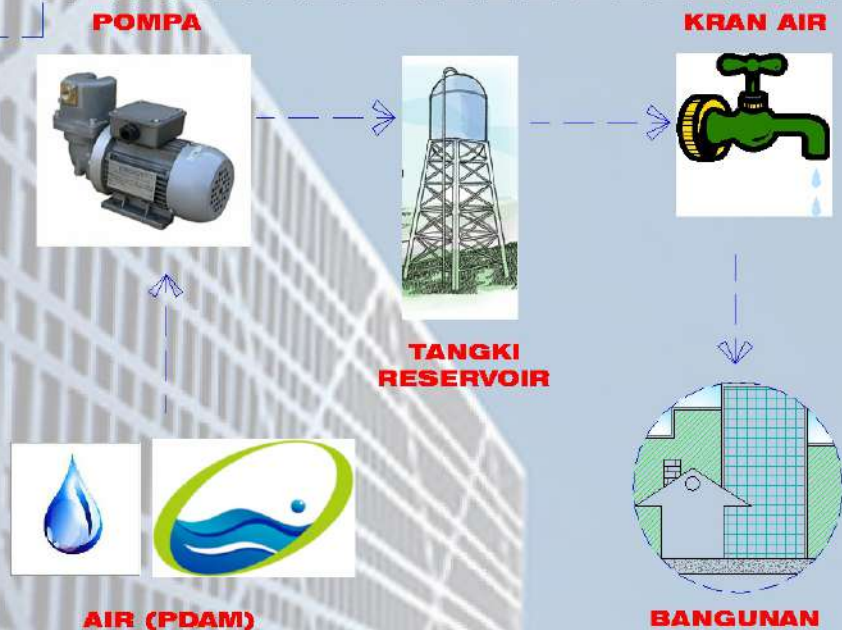 POMPA
KRAN AIR
TANGKI
RESERVOIR
AIR (PDAM)
BANGUNAN